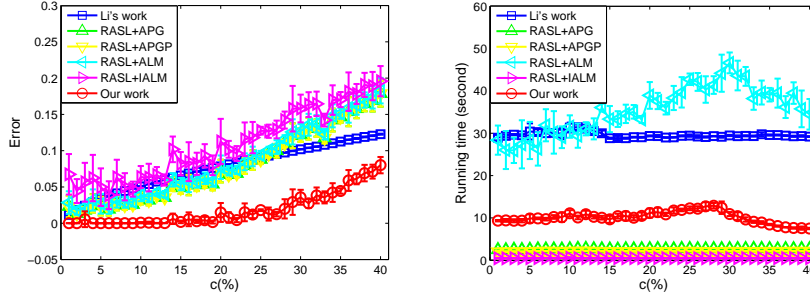 0.3
0.25
0.2
0.15
0.1
0.05
0
−0.05
Error
Li's work
RASL+APG
RASL+APGP
RASL+ALM
RASL+IALM
Our work
0 5 10 15 20 25 30 35 40
c(%)
60
50
40
30
20
10
0
Running time (second)
Li's work
RASL+APG
RASL+APGP
RASL+ALM
RASL+IALM
Our work
0 5 10 15 20 25 30 35 40
c(%)